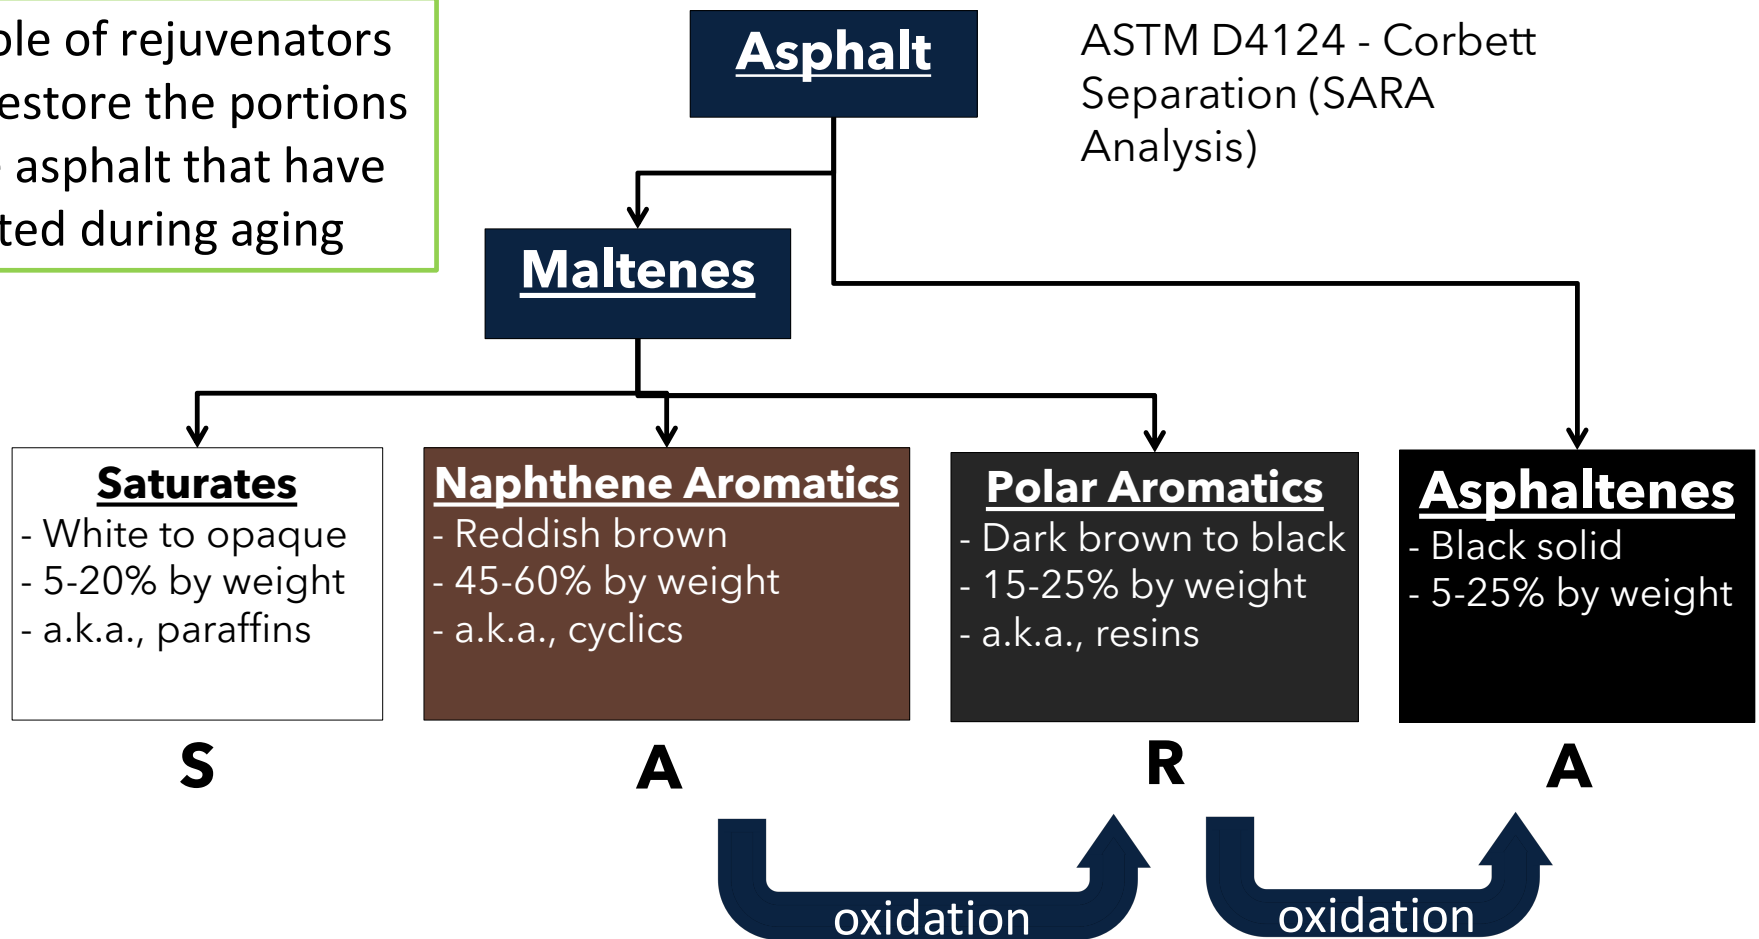 ole of rejuvenators
estore the portions
asphalt that have
ted during aging
Asphalt
ASTM D4124 - Corbett
Separation (SARA
Analysis)
Maltenes
Saturates
- White to opaque
- 5-20% by weight
- a.k.a., paraffins
Naphthene Aromatics
- Reddish brown
- 45-60% by weight
- a.k.a., cyclics
Polar Aromatics
- Dark brown to black
- 15-25% by weight
- a.k.a., resins
Asphaltenes
- Black solid
- 5-25% by weight
S
A
R
A
oxidation
oxidation